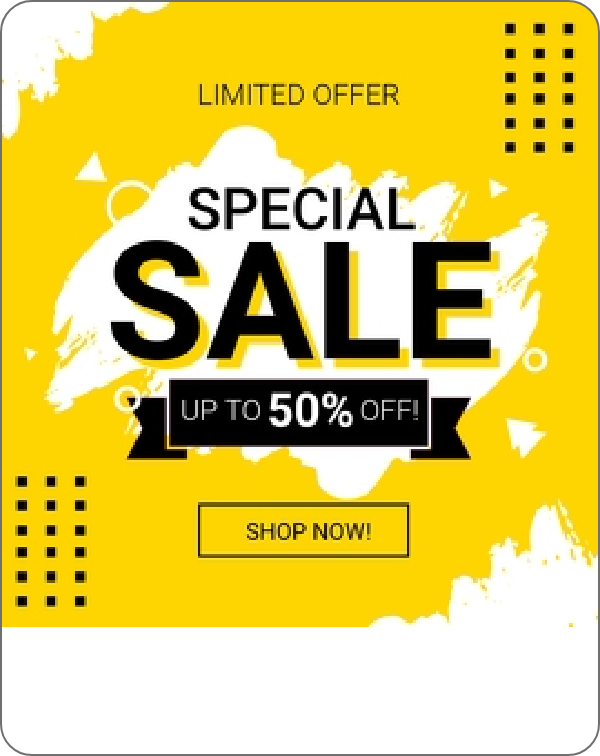 LIMITED OFFER
SPECIAL
SALE
UP TO 50% OFF!
SHOP NOW!